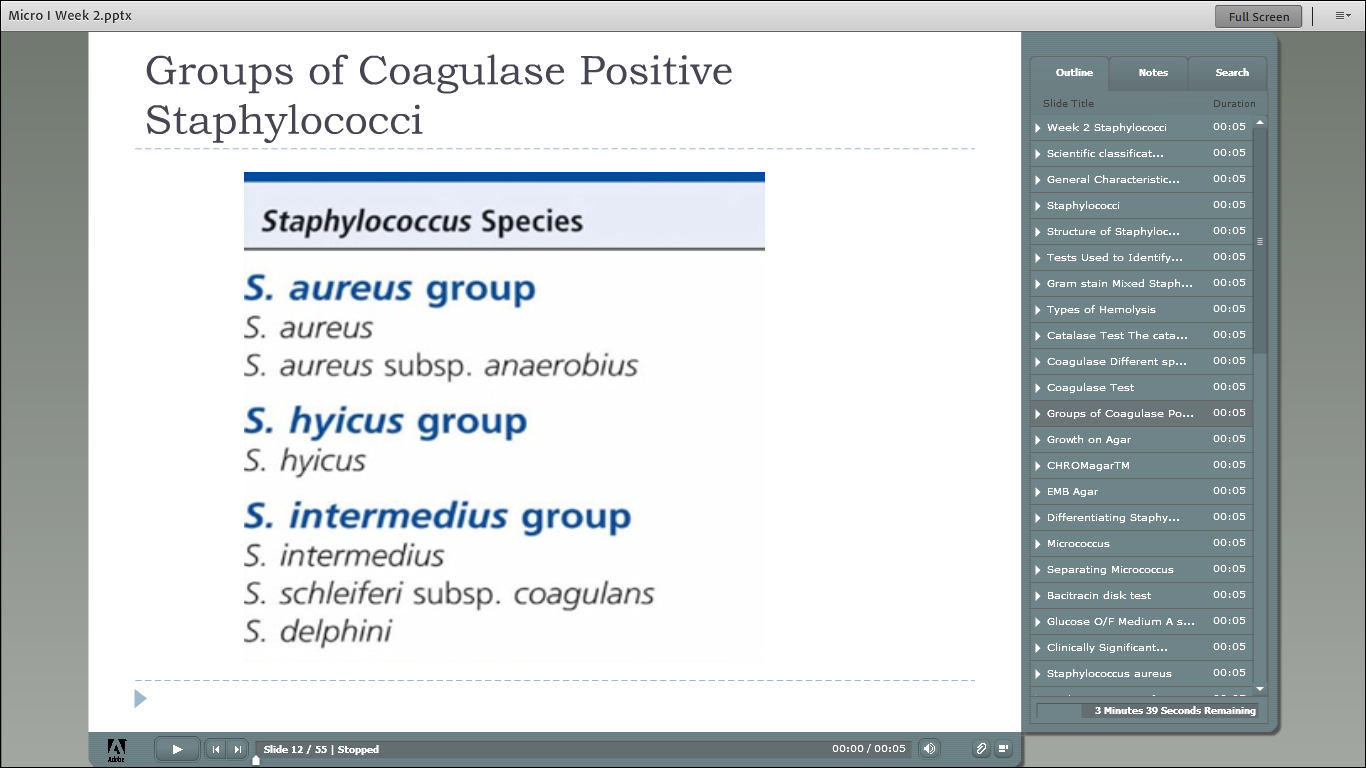 Micro I Week 2.pptx
Full Screen
Groups of Coagulase Positive
Staphylococci
Staphylococcus Species
S. aureus group
S. aureus
S. aureus subsp. anaerobius
S. hyicus group
S. hyicus
S. intermedius group
S. intermedius
S. schleiferi subsp. coagulans
S. delphini
Outline Notes Search
Slide Title Duration
Week 2 Staphylococci 00:05
Scientific classificat... 00:05
General Characteristic... 00:05
Staphylococci 00:05
Structure of Staphyloc... 00:05
Tests Used to Identify... 00:05
Gram stain Mixed Staph... 00:05
Types of Hemolysis 00:05
Catalase Test The cata... 00:05
Coagulase Different sp... 00:05
Coagulase Test 00:05
Groups of Coagulase Po... 00:05
Growth on Agar 00:05
CHROMagarTM 00:05
EMB Agar 00:05
Differentiating Staphy... 00:05
Micrococcus 00:05
Separating Micrococcus 00:05
Bacitracin disk test 00:05
Glucose O/F Medium A s... 00:05
Clinically Significant... 00:05
Staphylococcus aureus 00:05
3 Minutes 39 Seconds Remaining
Adobe
Slide 12 / 55 | Stopped
00:00 / 00:05